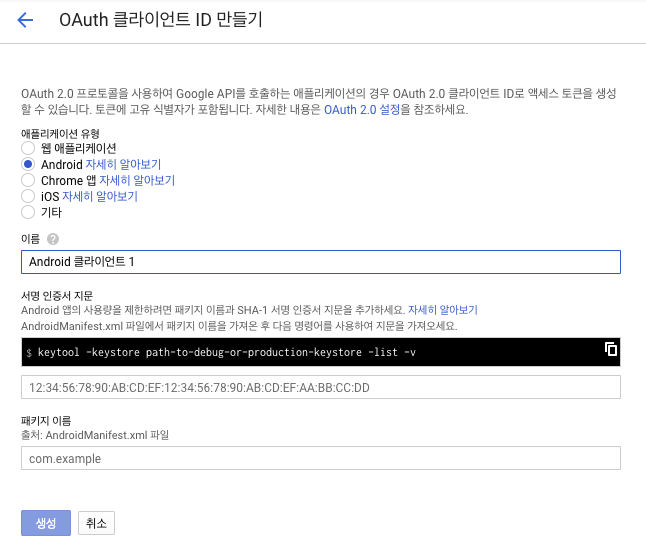 OAuth 클라이언트 ID 만들기
OAuth 2.0 프로토콜을 사용하여 Google API를 호출하는 애플리케이션의 경우 OAuth 2.0 클라이언트 ID로 액세스 토큰을 생성
할 수 있습니다. 토큰에 고유 식별자가 포함됩니다. 자세한 내용은 OAuth 2.0 설정을 참조하세요.
애플리케이션 유형
웹 애플리케이션
Android 자세히 알아보기
Chrome 앱 자세히 알아보기
iOS 자세히 알아보기
기타
이름 ?
Android 클라이언트 1
서명 인증서 지문
Android 앱의 사용량을 제한하려면 패키지 이름과 SHA-1 서명 인증서 지문을 추가하세요. 자세히 알아보기
AndroidManifest.xml 파일에서 패키지 이름을 가져온 후 다음 명령어를 사용하여 지문을 가져오세요.
$ keytool -keystore path-to-debug-or-production-keystore -list -v
12:34:56:78:90:AB:CD:EF:12:34:56:78:90:AB:CD:EF:AA:BB:CC:DD
패키지 이름
출처: AndroidManifest.xml 파일
com.example
생성 취소